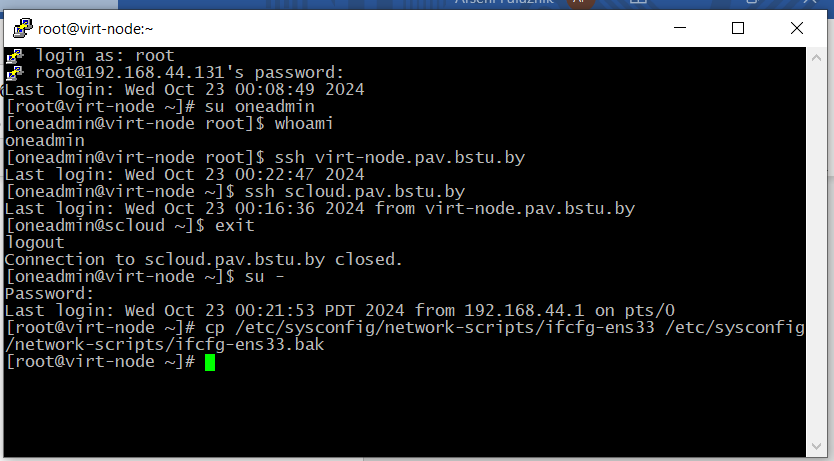 root@virt-node:~
login as: root
root@192.168.44.131's password:
Last login: Wed Oct 23 00:08:49 2024
[root@virt-node ~]# su oneadmin
[oneadmin@virt-node root]$ whoami
oneadmin
[oneadmin@virt-node root]$ ssh virt-node.pav.bstu.by
Last login: Wed Oct 23 00:22:47 2024
[oneadmin@virt-node ~]$ ssh scloud.pav.bstu.by
Last login: Wed Oct 23 00:16:36 2024 from virt-node.pav.bstu.by
[oneadmin@scloud ~]$ exit
logout
Connection to scloud.pav.bstu.by closed.
[oneadmin@virt-node ~]$ su -
Password:
Last login: Wed Oct 23 00:21:53 PDT 2024 from 192.168.44.1 on pts/0
[root@virt-node ~]# cp /etc/sysconfig/network-scripts/ifcfg-ens33 /etc/sysconfig
/network-scripts/ifcfg-ens33.bak
[root@virt-node ~]#